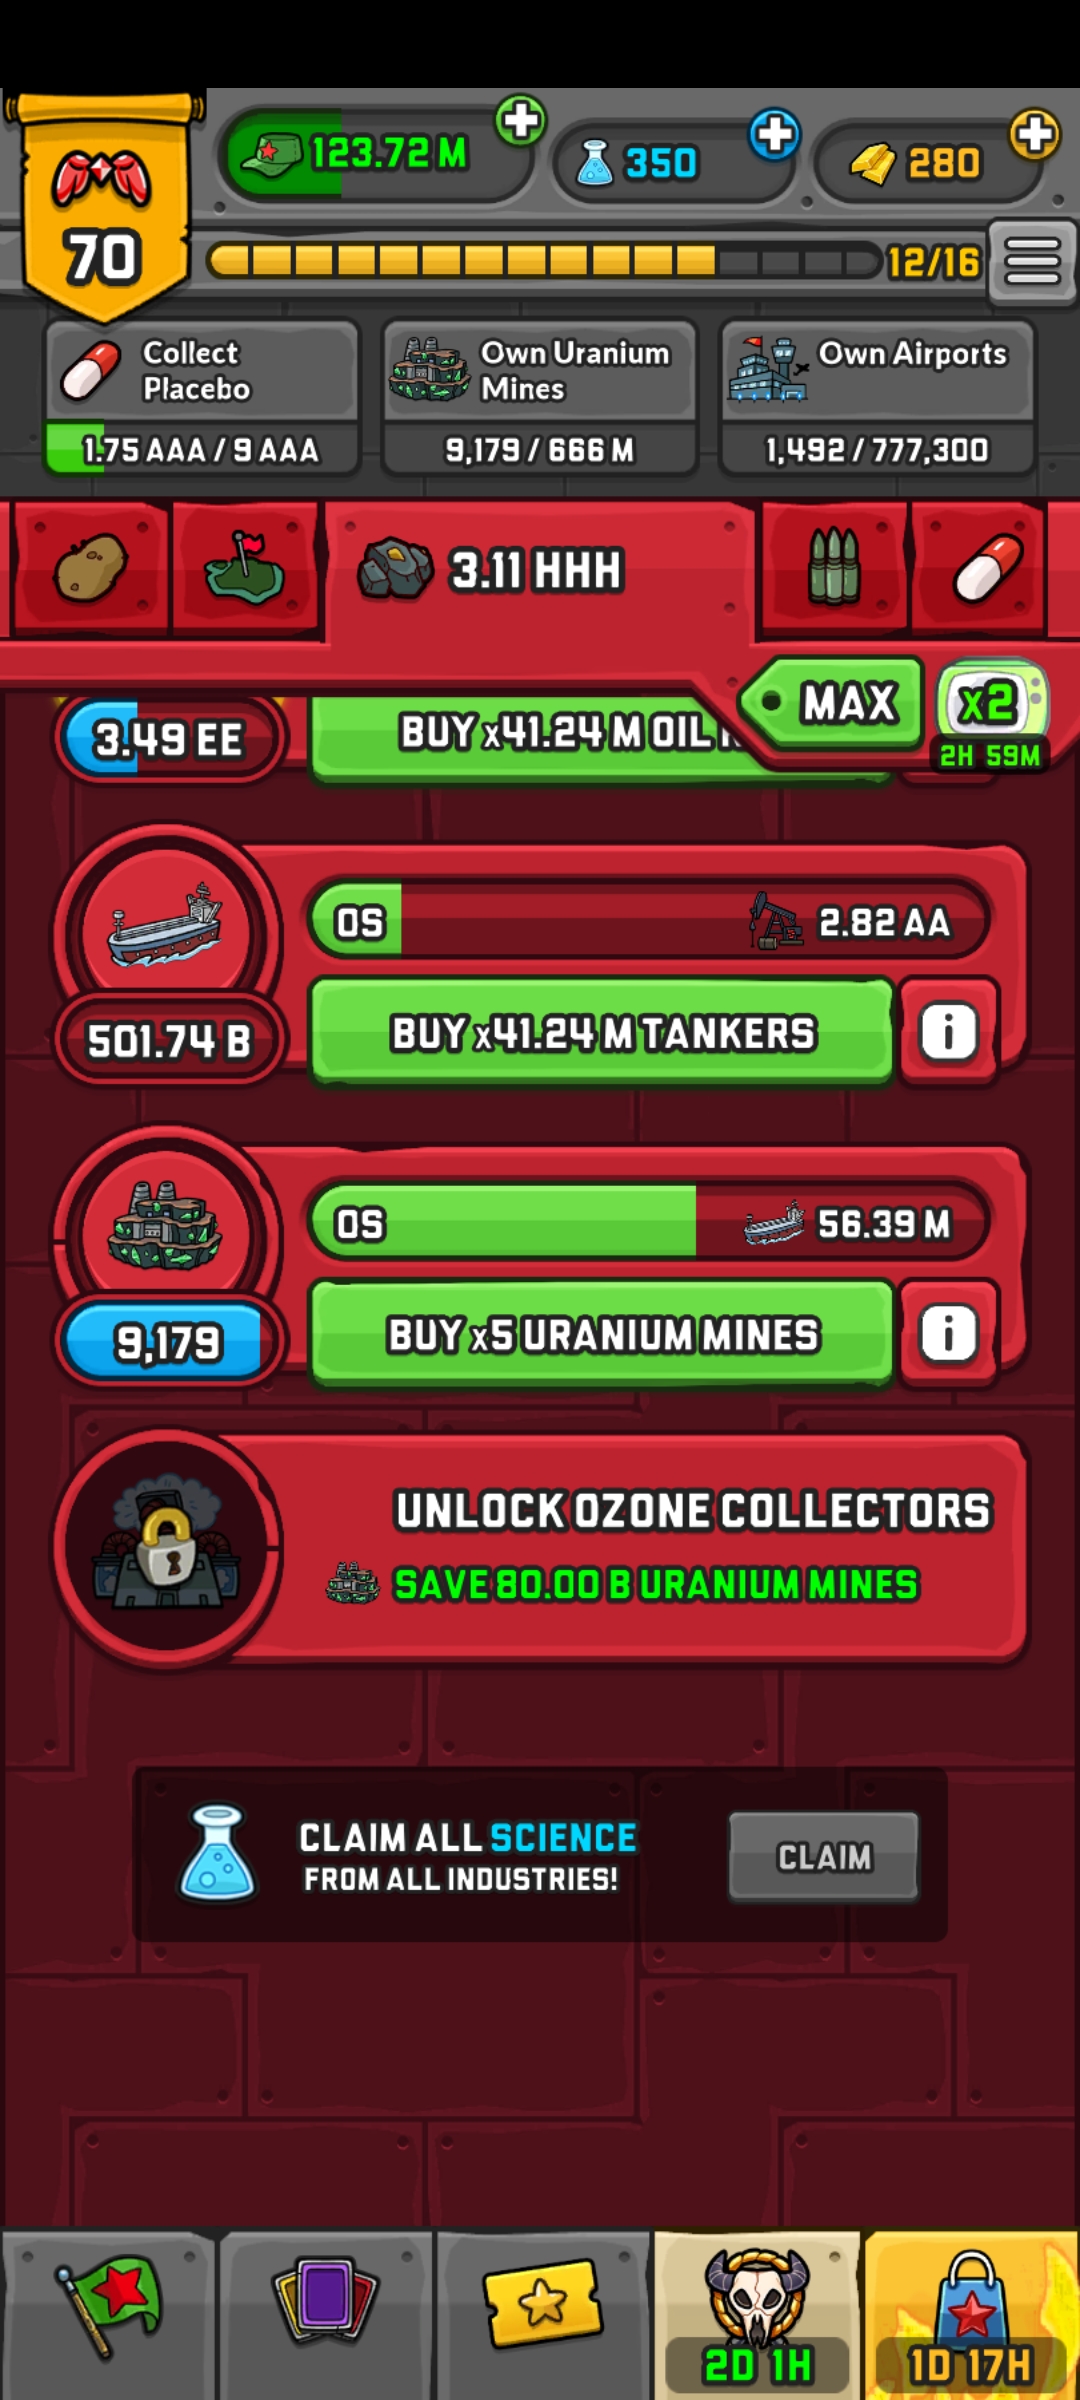 70
123.72 M
350
280
12/16
Collect
Placebo
1.75 AAA / 9 AAA
Own Uranium
Mines
9,179 / 666 M
Own Airports
1,492 / 777,300
3.11 HHH
MAX
x2
2H 59M
3.49 EE
BUY x41.24 M OIL
0S
2.82 AA
501.74 B
BUY x41.24 M TANKERS
i
0S
56.39 M
9,179
BUY x5 URANIUM MINES
i
UNLOCK OZONE COLLECTORS
SAVE 80.00 B URANIUM MINES
CLAIM ALL SCIENCE
FROM ALL INDUSTRIES!
CLAIM
2D 1H
1D 17H